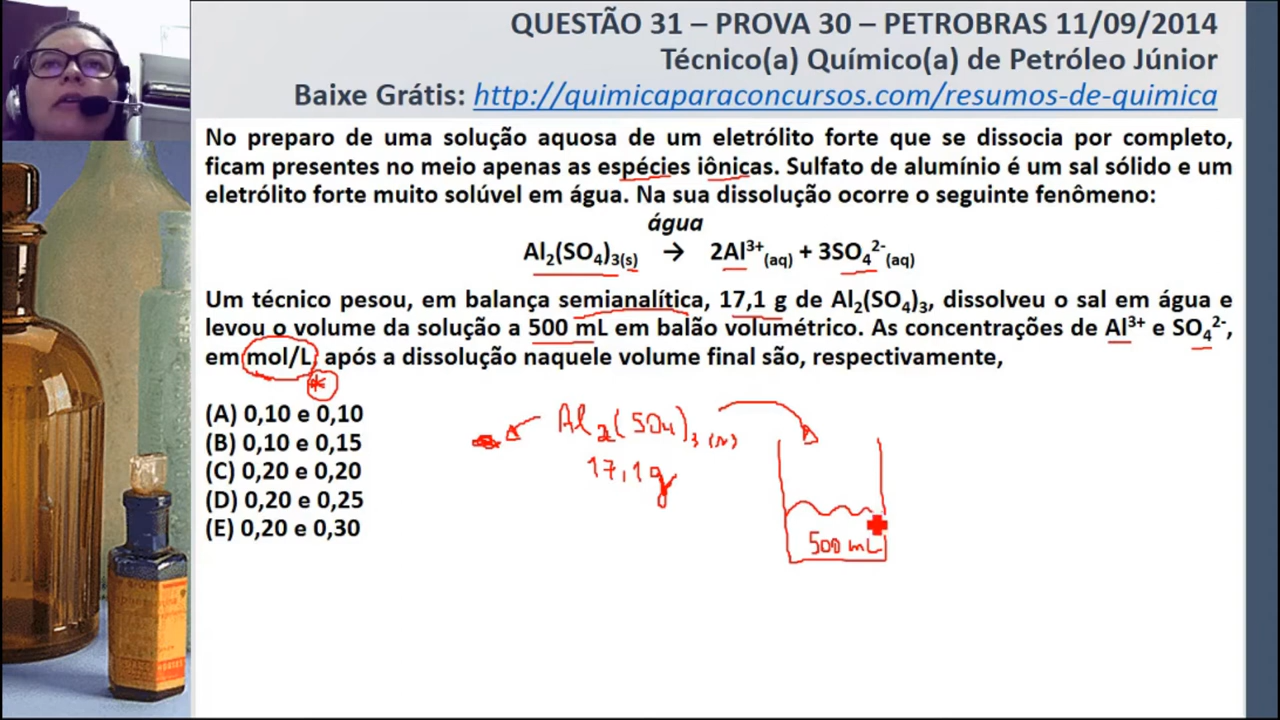 QUESTÃO 31 – PROVA 30 – PETROBRAS 11/09/2014
Técnico(a) Químico(a) de Petróleo Júnior
Baixe Grátis: http://quimicaparaconcursos.com/resumos-de-quimica
No preparo de uma solução aquosa de um eletrólito forte que se dissocia por completo,
ficam presentes no meio apenas as espécies iônicas. Sulfato de alumínio é um sal sólido e um
eletrólito forte muito solúvel em água. Na sua dissolução ocorre o seguinte fenômeno:
água
Al₂(SO₄)₃₍s₎ → 2Al³⁺(aq) + 3SO₄²⁻(aq)
Um técnico pesou, em balança semianalítica, 17,1 g de Al₂(SO₄)₃, dissolveu o sal em água e
levou o volume da solução a 500 mL em balão volumétrico. As concentrações de Al³⁺ e SO₄²⁻,
em mol/L, após a dissolução naquele volume final são, respectivamente,
*
(A) 0,10 e 0,10
(B) 0,10 e 0,15
(C) 0,20 e 0,20
(D) 0,20 e 0,25
(E) 0,20 e 0,30
Al₂(SO₄)₃(s)
17,1g
500 mL